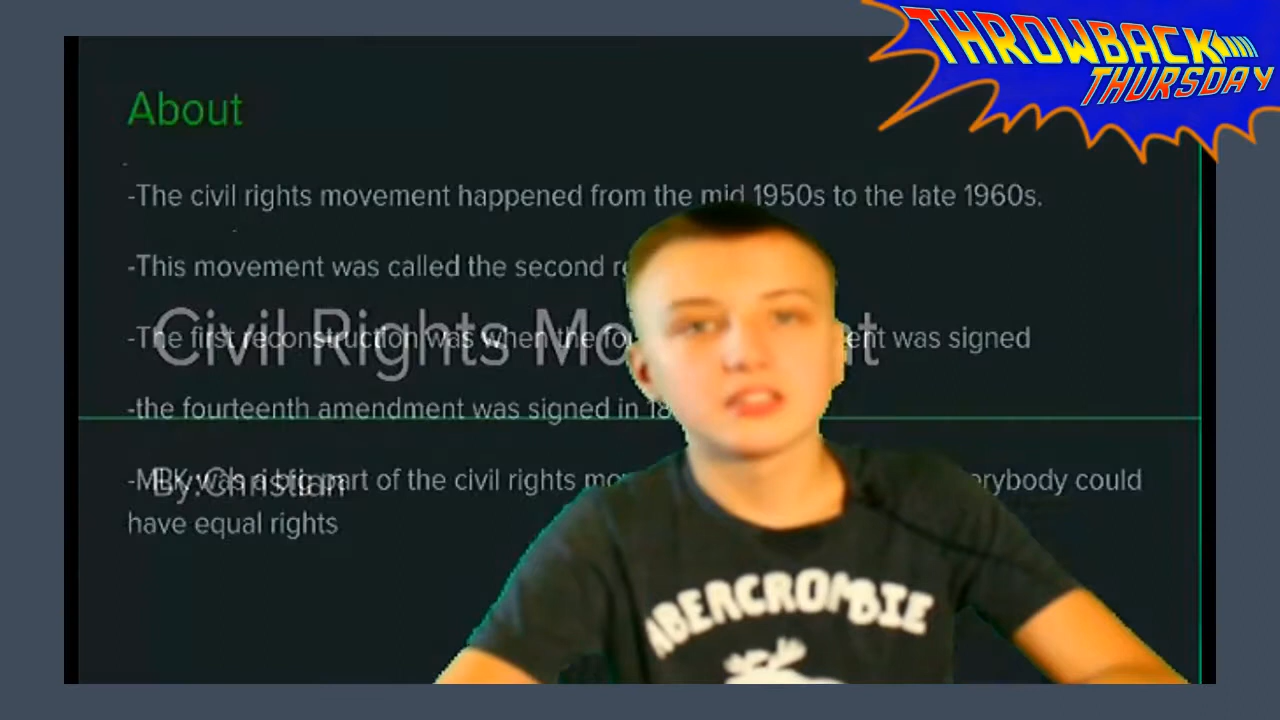 THROWBACK
THURSDAY
About
-The civil rights movement happened from the mid 1950s to the late 1960s.
-This movement was called the second
Civil Rights
-The first reconstruction was when the was signed
-the fourteenth amendment was signed in
By:Christian
-MLK was a big part of the civil rights could
have equal rights
ABERCROMBIE